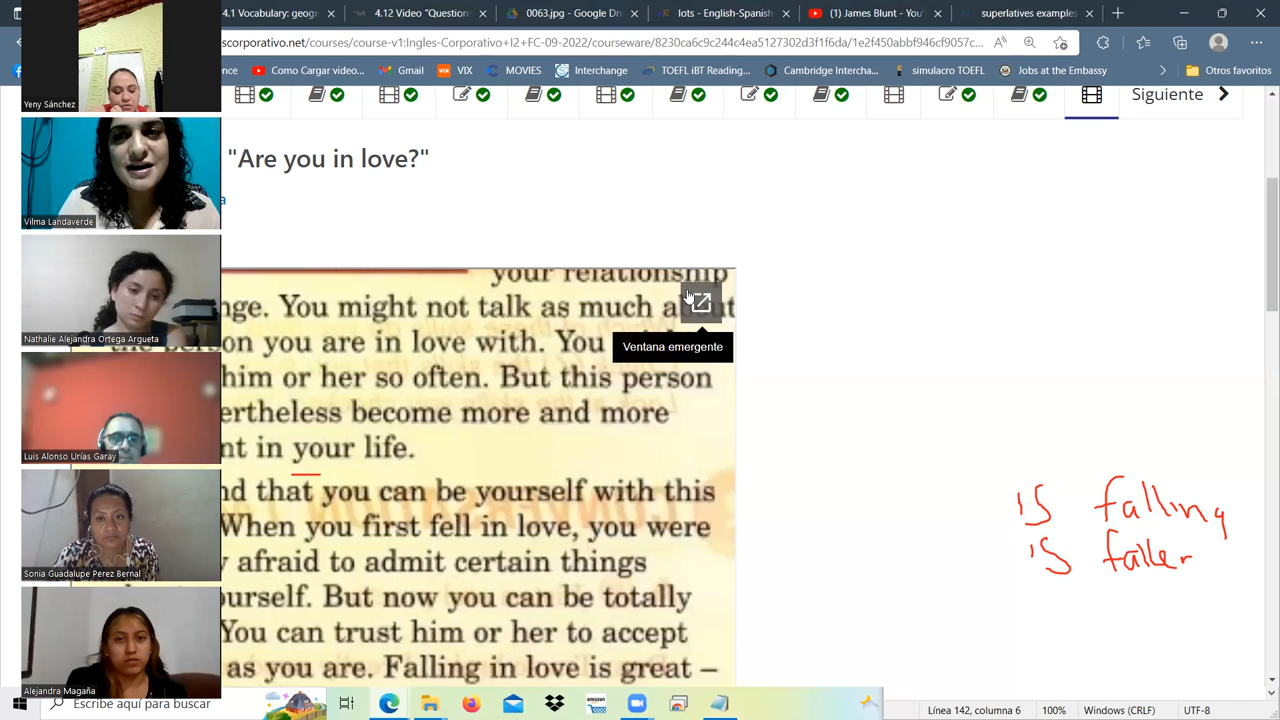 4.1 Vocabulary: geogr
4.12 Video "Question
0063.jpg - Google Dr
lots - English-Spanish
(1) James Blunt - You'
superlatives examples
scorporativo.net/courses/course-v1:Ingles-Corporativo+I2+FC-09-2022/courseware/8230ca6c9c244c4ea5127302d3f1f6da/1e2f450abbf946cf9057c...
ence
Como Cargar video...
Gmail
VIX
MOVIES
Interchange
TOEFL iBT Reading...
Cambridge Intercha...
simulacro TOEFL
Jobs at the Embassy
Otros favoritos
Siguiente
"Are you in love?"
a
your relationship
nge. You might not talk as much about
the person you are in love with. You
him or her so often. But this person
ertheless become more and more
nt in your life.
nd that you can be yourself with this
When you first fell in love, you were
y afraid to admit certain things
urself. But now you can be totally
You can trust him or her to accept
as you are. Falling in love is great –
Ventana emergente
is falling
is fallen
Yeny Sánchez
Vilma Landaverde
Nathalie Alejandra Ortega Argueta
Luis Alonso Urías Garay
Sonia Guadalupe Perez Bernal
Alejandra Magaña
Escribe aquí para buscar
Línea 142, columna 6
100%
Windows (CRLF)
UTF-8